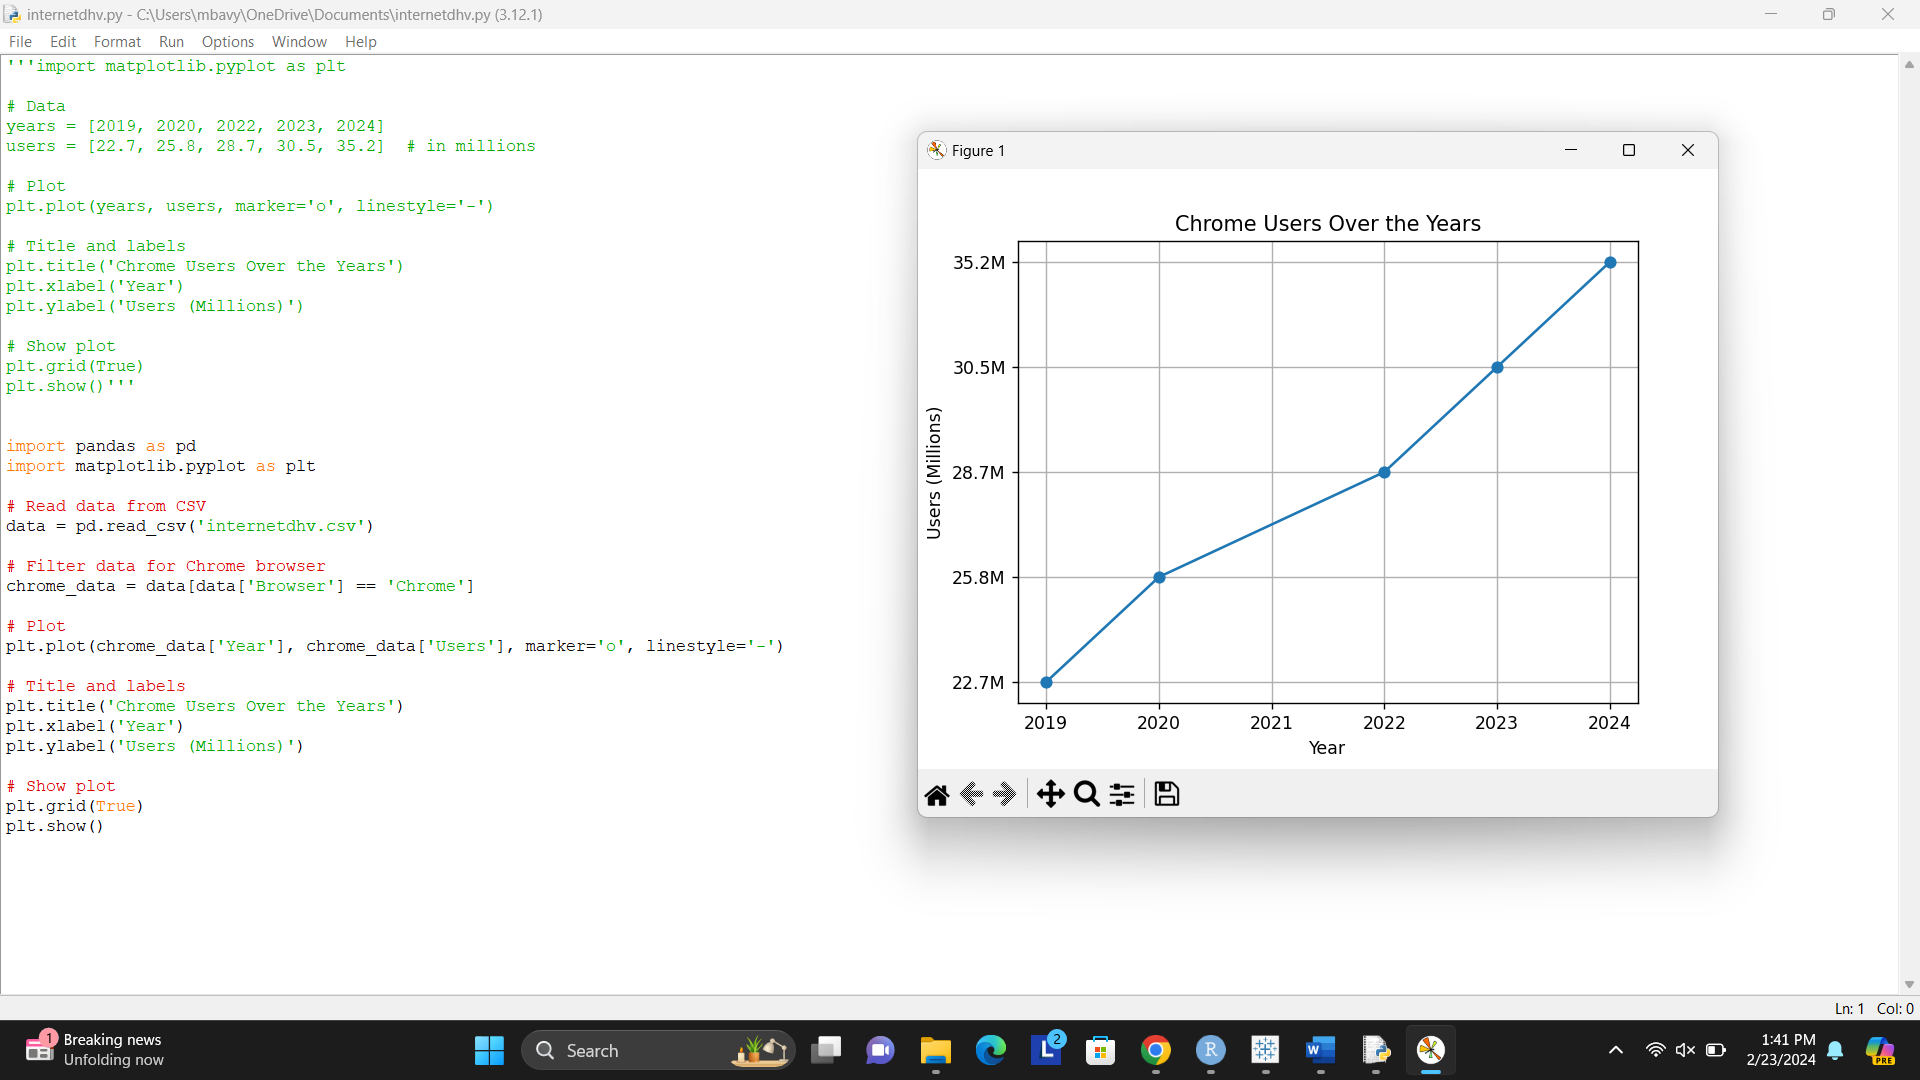 internetdhv.py - C:\Users\mbavy\OneDrive\Documents\internetdhv.py (3.12.1)
File Edit Format Run Options Window Help
'''import matplotlib.pyplot as plt
# Data
years = [2019, 2020, 2022, 2023, 2024]
users = [22.7, 25.8, 28.7, 30.5, 35.2]  # in millions
# Plot
plt.plot(years, users, marker='o', linestyle='-')
# Title and labels
plt.title('Chrome Users Over the Years')
plt.xlabel('Year')
plt.ylabel('Users (Millions)')
# Show plot
plt.grid(True)
plt.show()'''
import pandas as pd
import matplotlib.pyplot as plt
# Read data from CSV
data = pd.read_csv('internetdhv.csv')
# Filter data for Chrome browser
chrome_data = data[data['Browser'] == 'Chrome']
# Plot
plt.plot(chrome_data['Year'], chrome_data['Users'], marker='o', linestyle='-')
# Title and labels
plt.title('Chrome Users Over the Years')
plt.xlabel('Year')
plt.ylabel('Users (Millions)')
# Show plot
plt.grid(True)
plt.show()
Figure 1
Chrome Users Over the Years
35.2M
30.5M
28.7M
25.8M
22.7M
Users (Millions)
2019 2020 2021 2022 2023 2024
Year
Ln: 1 Col: 0
1
Breaking news
Unfolding now
Search
L
2
R
W
1:41 PM
2/23/2024
PRE